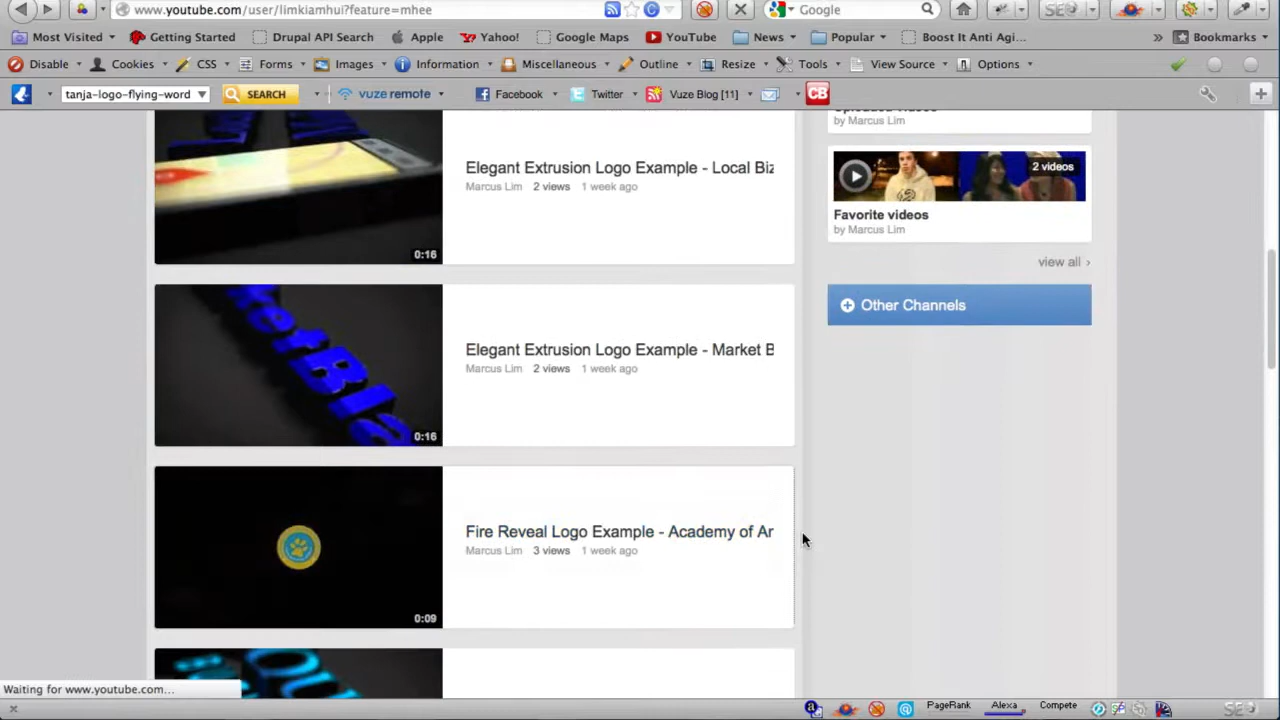 www.youtube.com/user/limkiamhui?feature=mhee
Google
Most Visited Getting Started Drupal API Search Apple Yahoo! Google Maps YouTube News Popular Boost It Anti Agi... » Bookmarks
Disable Cookies CSS Forms Images Information Miscellaneous Outline Resize Tools View Source Options
tanja-logo-flying-word SEARCH vuze remote Facebook Twitter Vuze Blog [11] CB
by Marcus Lim
Elegant Extrusion Logo Example - Local Biz
Marcus Lim 2 views 1 week ago
0:16
2 videos
Favorite videos
by Marcus Lim
view all ›
Other Channels
Elegant Extrusion Logo Example - Market B
Marcus Lim 2 views 1 week ago
0:16
Fire Reveal Logo Example - Academy of Ar
Marcus Lim 3 views 1 week ago
0:09
Waiting for www.youtube.com...
PageRank Alexa Compete